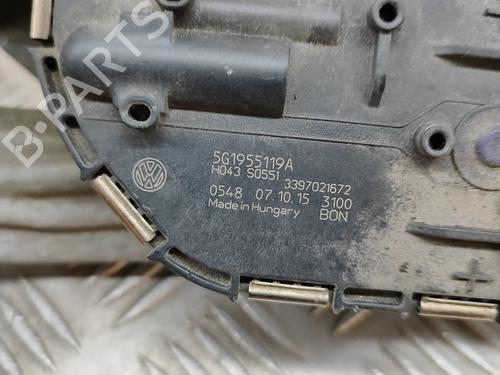 B-PARTS
5G1955119A
H043 S0551
3397021672
0548 07.10.15 3100
Made in Hungary BON